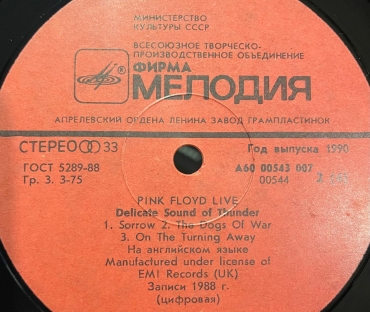 МИНИСТЕРСТВО
КУЛЬТУРЫ СССР
ВСЕСОЮЗНОЕ ТВОРЧЕСКО-
ПРОИЗВОДСТВЕННОЕ ОБЪЕДИНЕНИЕ
ФИРМА
МЕЛОДИЯ
АПРЕЛЕВСКИЙ ОРДЕНА ЛЕНИНА ЗАВОД ГРАМПЛАСТИНОК
СТЕРЕО 33
Год выпуска 1990
ГОСТ 5289-88
А60 00543 007
Гр. 3. 3-75
00544
PINK FLOYD LIVE
Delicate Sound of Thunder
1. Sorrow 2. The Dogs Of War
3. On The Turning Away
На английском языке
Manufactured under license of
EMI Records (UK)
Записи 1988 г.
(цифровая)